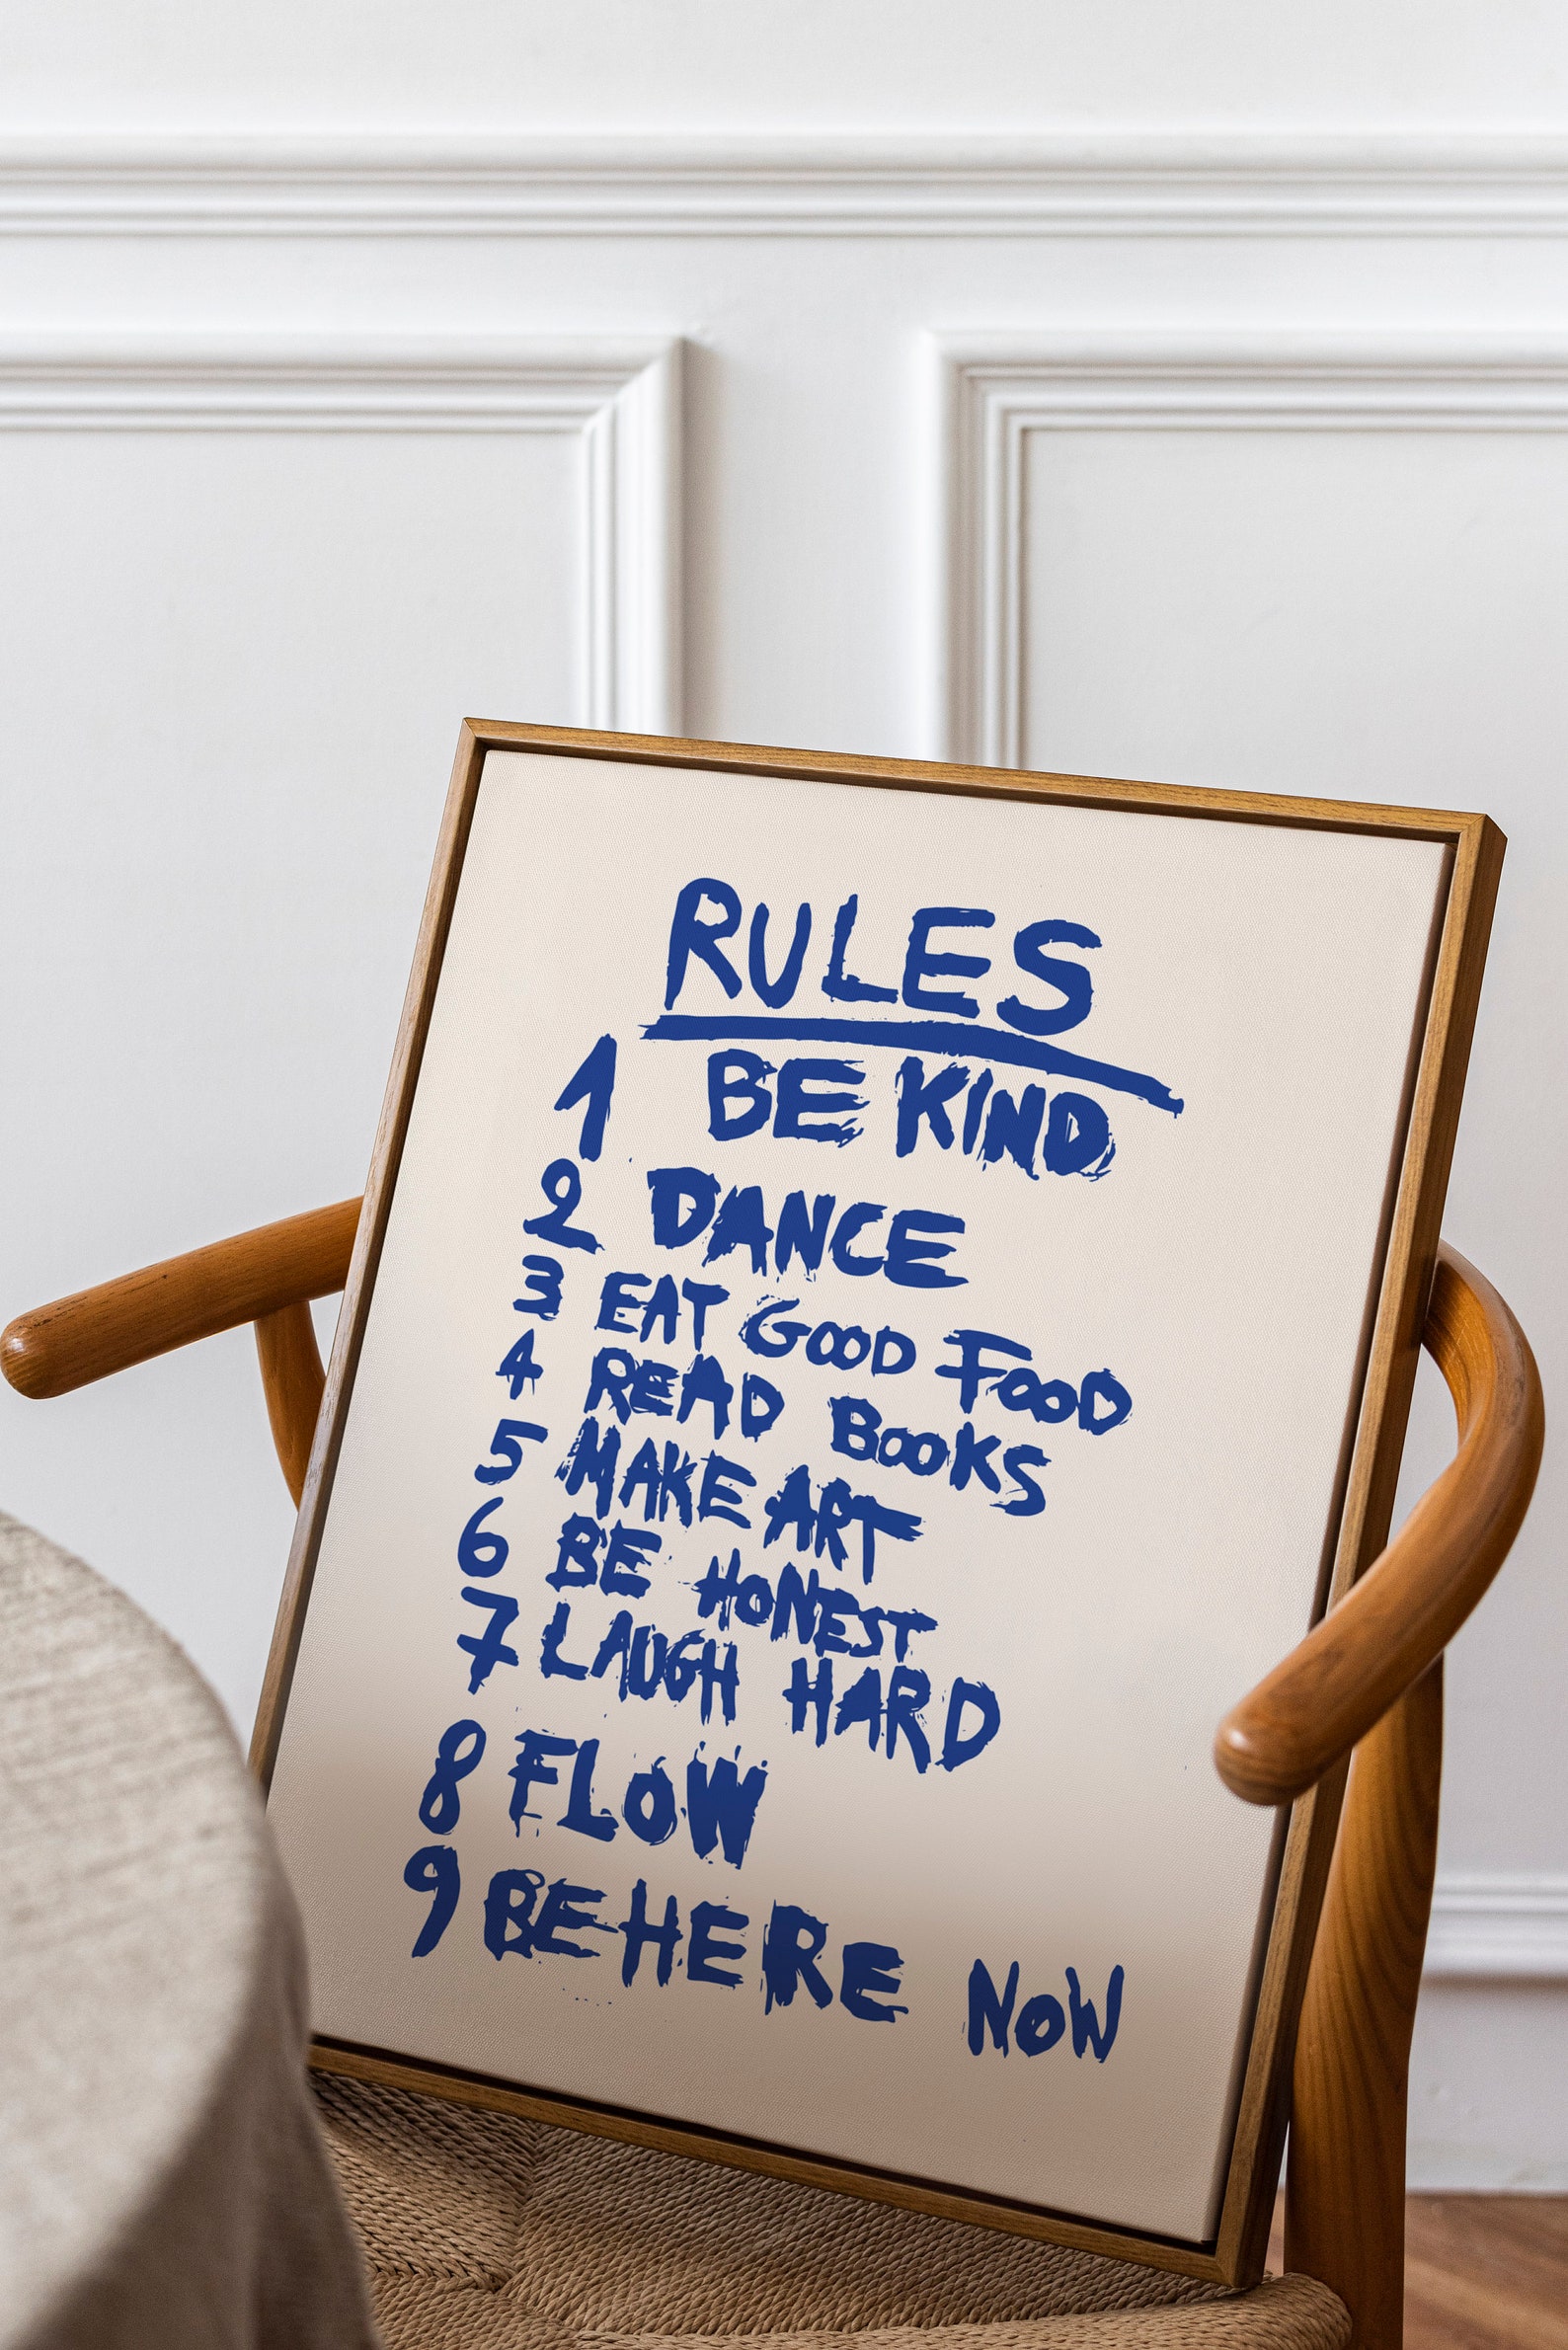 RULES
1 BE KIND
2 DANCE
3 EAT GOOD FOOD
4 READ BOOKS
5 MAKE ART
6 BE HONEST
7 LAUGH HARD
8 FLOW
9 BE HERE NOW